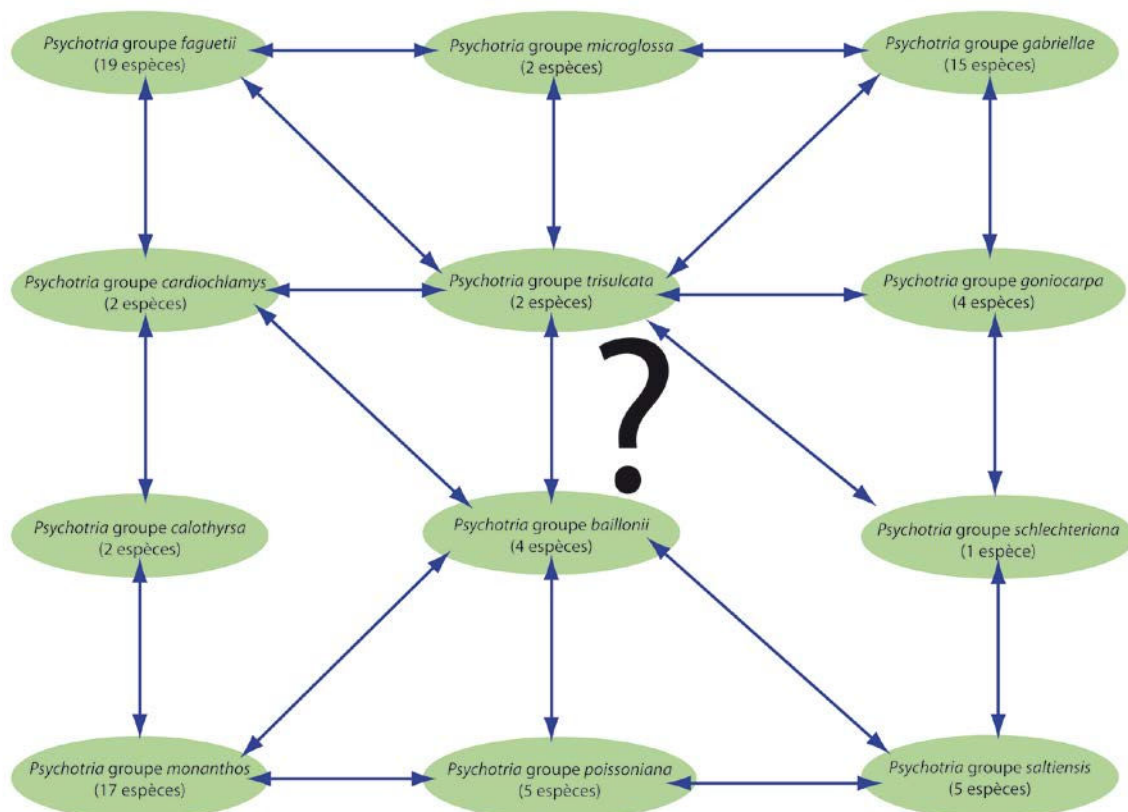 Psychotria groupe faguetii
(19 espèces)
Psychotria groupe microglossa
(2 espèces)
Psychotria groupe gabriellae
(15 espèces)
Psychotria groupe cardiochlamys
(2 espèces)
Psychotria groupe trisulcata
(2 espèces)
Psychotria groupe goniocarpa
(4 espèces)
?
Psychotria groupe calothyrsa
(2 espèces)
Psychotria groupe baillonii
(4 espèces)
Psychotria groupe schlechteriana
(1 espèce)
Psychotria groupe monanthos
(17 espèces)
Psychotria groupe poissoniana
(5 espèces)
Psychotria groupe saltiensis
(5 espèces)